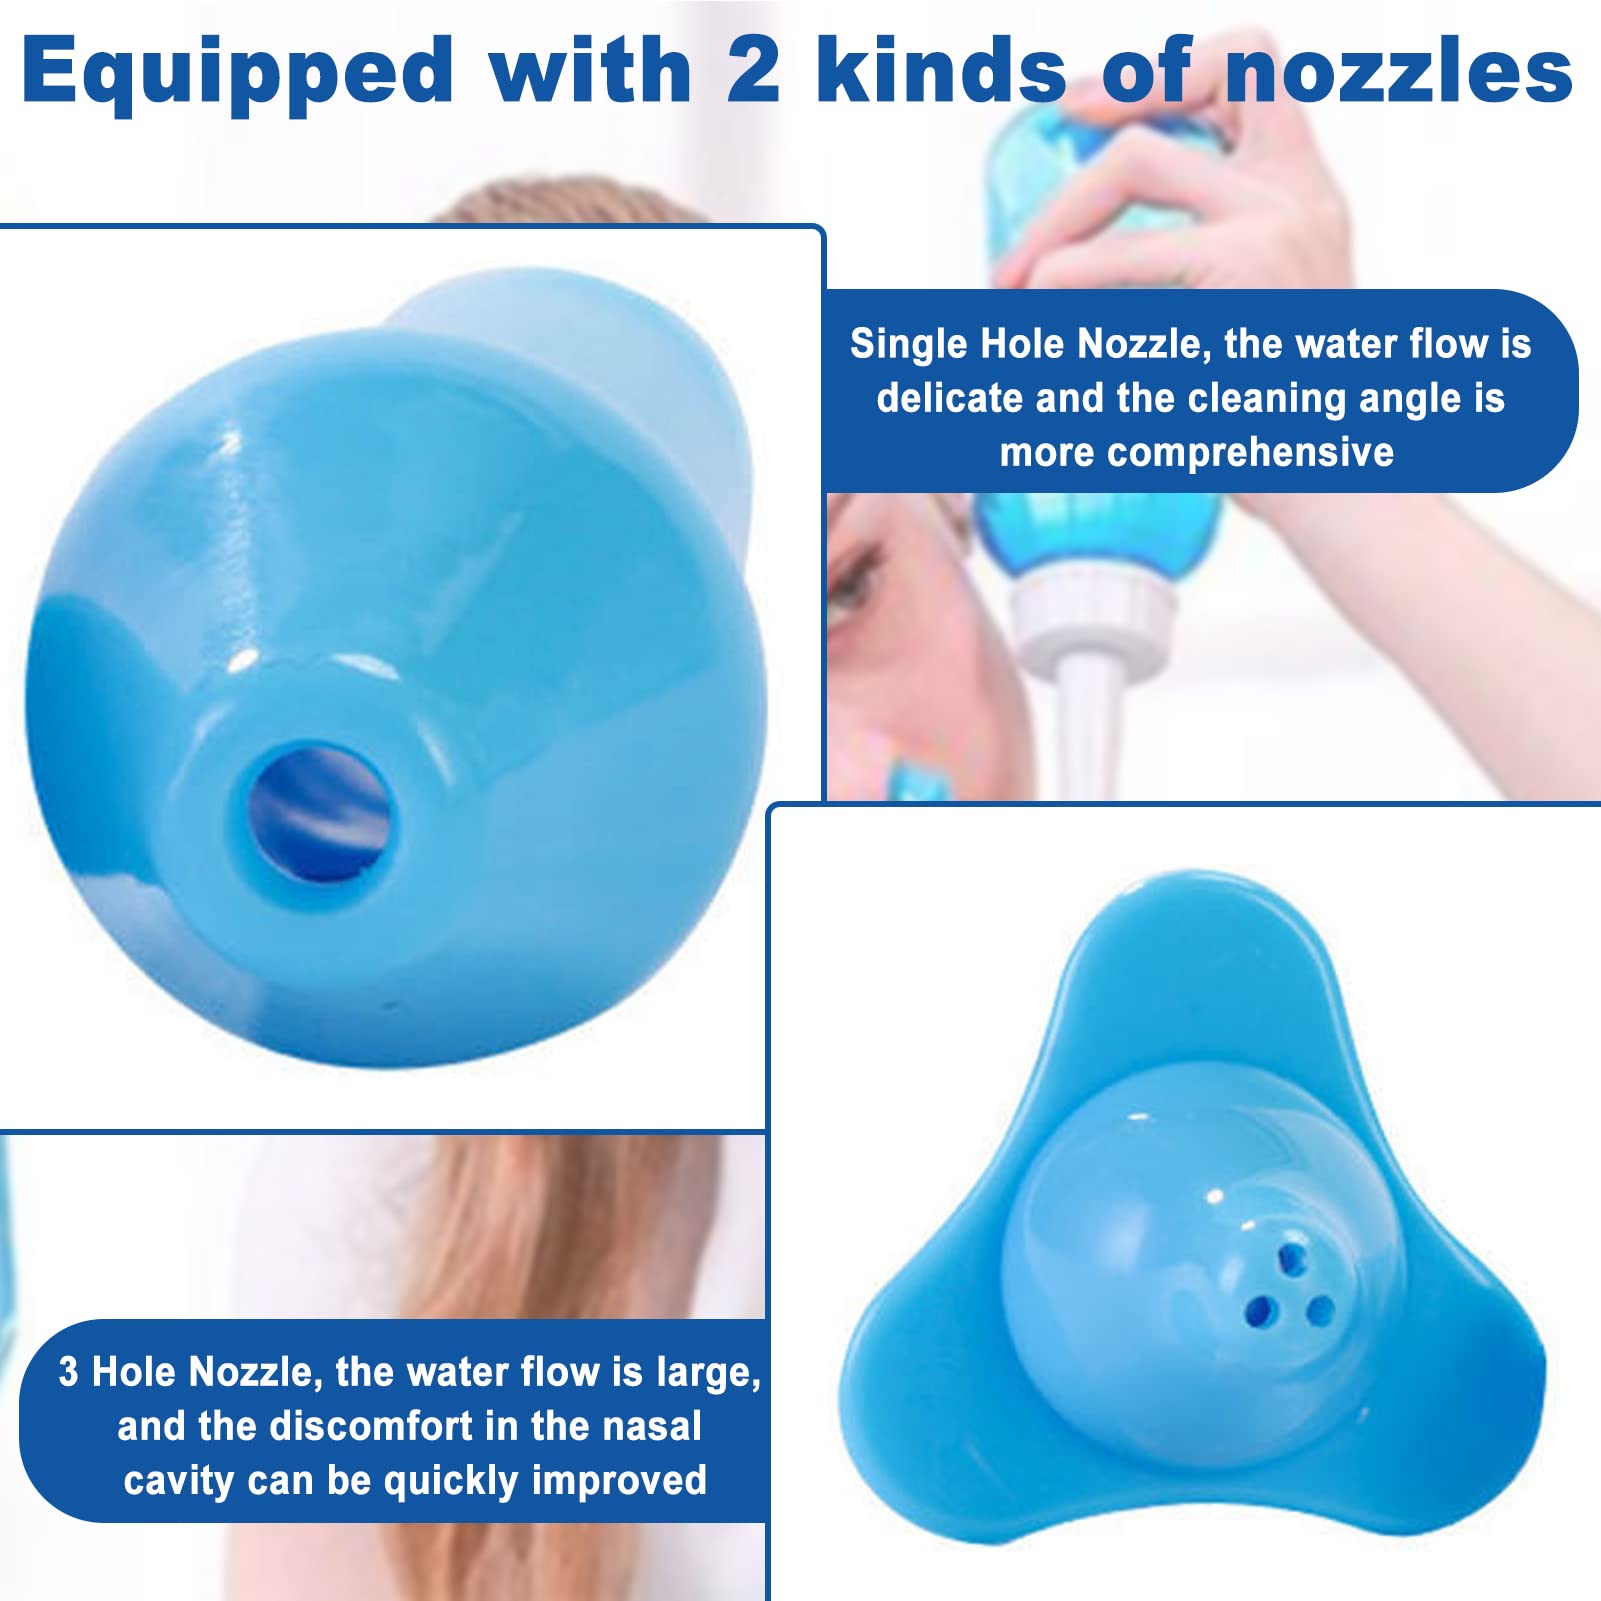 Equipped with 2 kinds of nozzles
Single Hole Nozzle, the water flow is
delicate and the cleaning angle is
more comprehensive
3 Hole Nozzle, the water flow is large,
and the discomfort in the nasal
cavity can be quickly improved